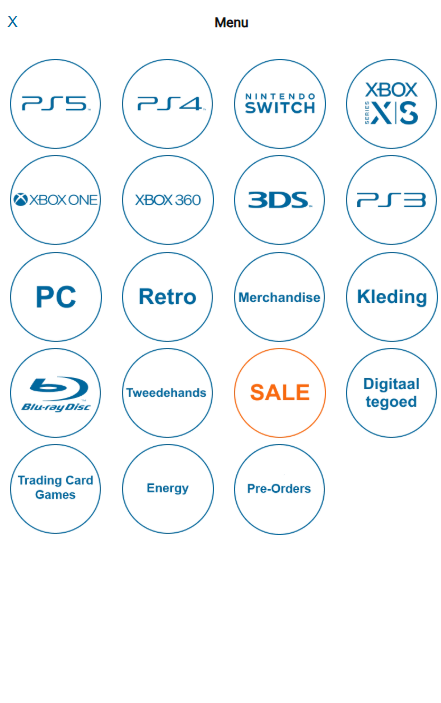 X Menu
PS5 PS4 NINTENDO SWITCH XBOX SERIES X|S
XBOX ONE XBOX 360 3DS PS3
PC Retro Merchandise Kleding
Blu-ray Disc Tweedehands SALE Digitaal tegoed
Trading Card Games Energy Pre-Orders